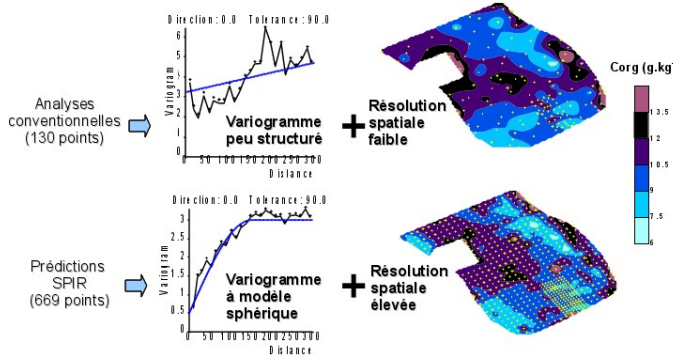 Direction:0.0 Tolerance:90.0
Variogram
6
5
4
3
2
1
0
0 50 100 150 200 250 300
Distance
Analyses
conventionnelles
(130 points)
Variogramme
peu structuré
+
Résolution
spatiale
faible
Corg (g.kg)
13.5
12
10.5
9
7.5
6
Direction:0.0 Tolerance:90.0
Variogram
3
2.5
2
1.5
1
0.5
0
0 50 100 150 200 250 300
Distance
Prédictions
SPIR
(669 points)
Variogramme
à modèle
sphérique
+
Résolution
spatiale
élevée